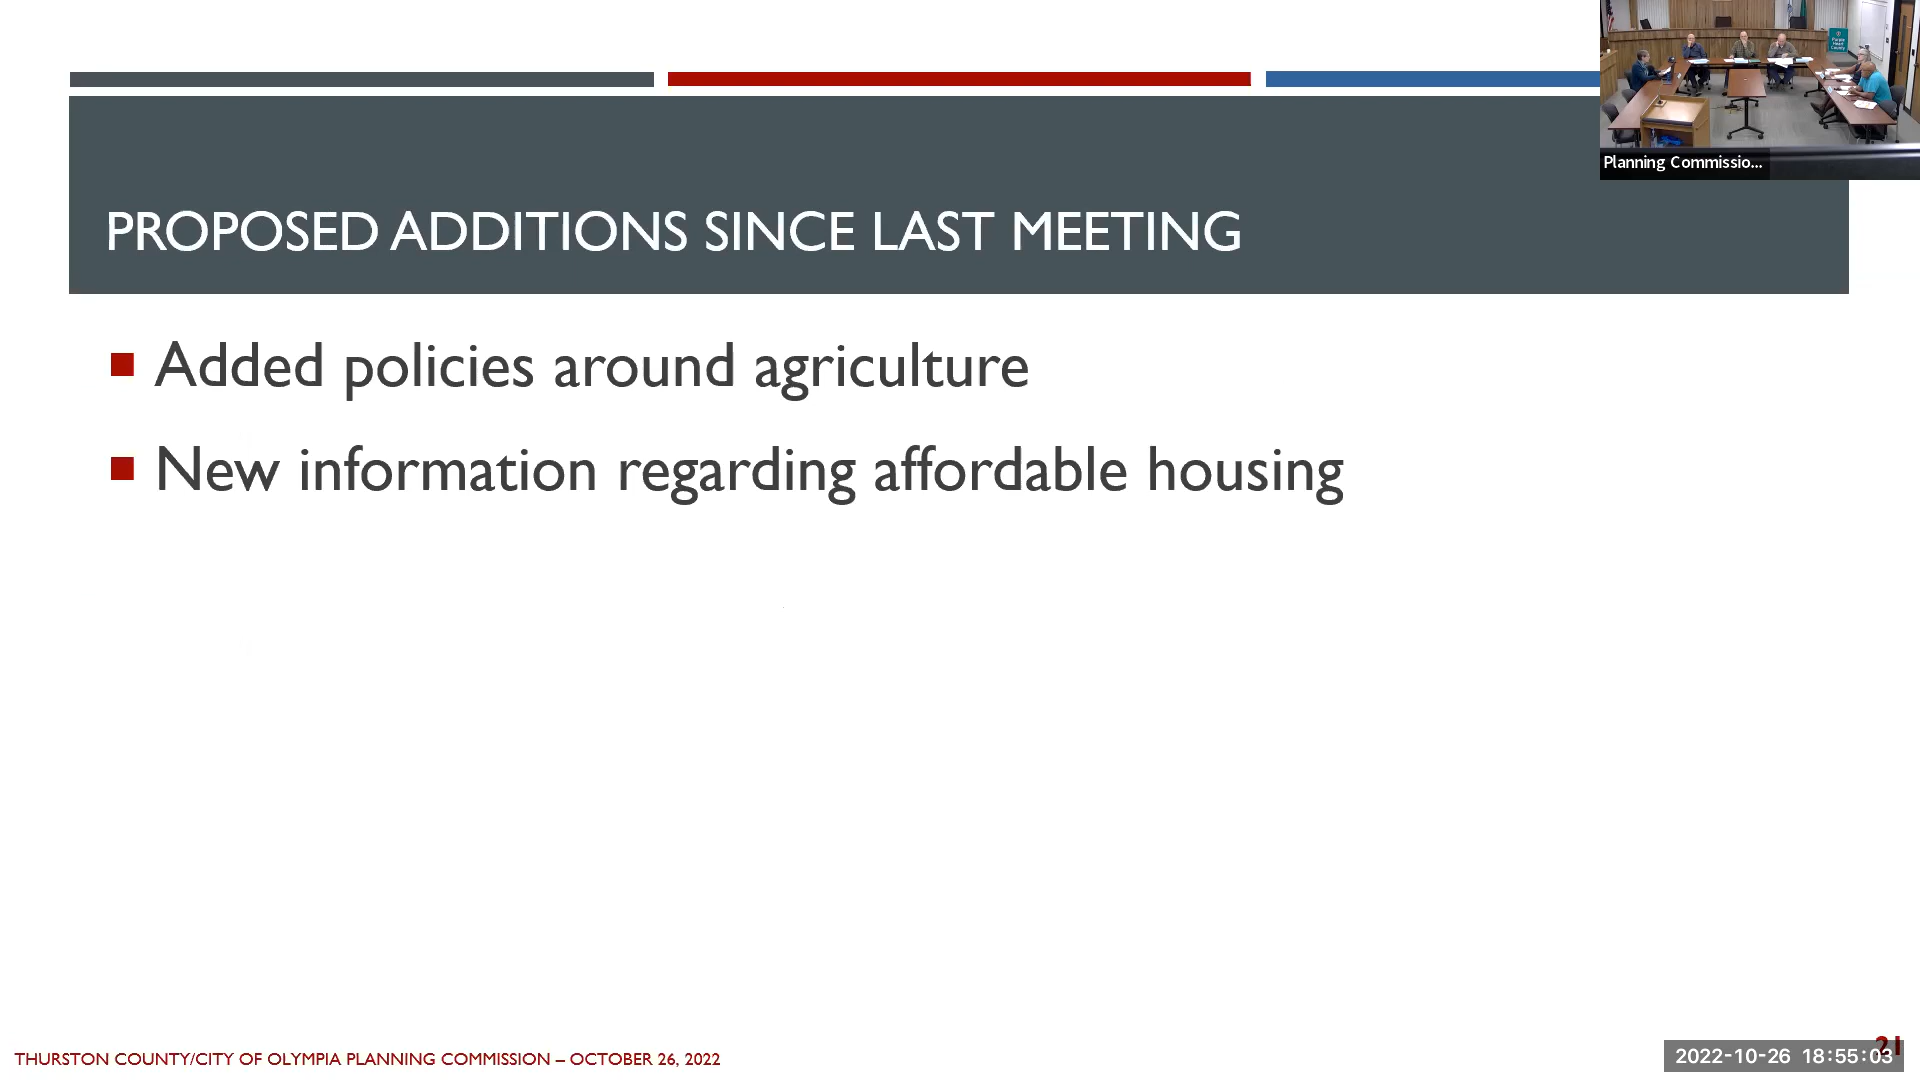 Planning Commissio...
PROPOSED ADDITIONS SINCE LAST MEETING
Added policies around agriculture
New information regarding affordable housing
THURSTON COUNTY/CITY OF OLYMPIA PLANNING COMMISSION – OCTOBER 26, 2022
21
2022-10-26 18:55:03